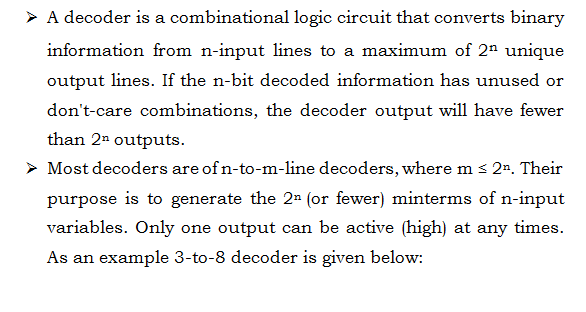 ➢ A decoder is a combinational logic circuit that converts binary
information from n-input lines to a maximum of 2ⁿ unique
output lines. If the n-bit decoded information has unused or
don't-care combinations, the decoder output will have fewer
than 2ⁿ outputs.
➢ Most decoders are of n-to-m-line decoders, where m ≤ 2ⁿ. Their
purpose is to generate the 2ⁿ (or fewer) minterms of n-input
variables. Only one output can be active (high) at any times.
As an example 3-to-8 decoder is given below: